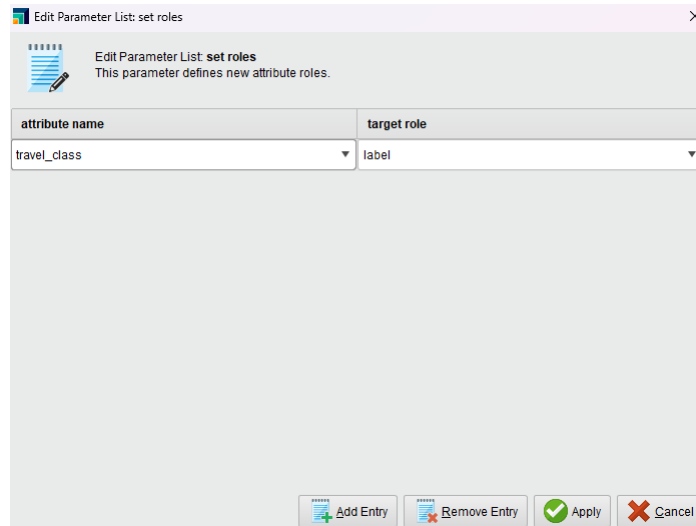 Edit Parameter List: set roles
Edit Parameter List: set roles
This parameter defines new attribute roles.
attribute name target role
travel_class label
Add Entry Remove Entry Apply Cancel